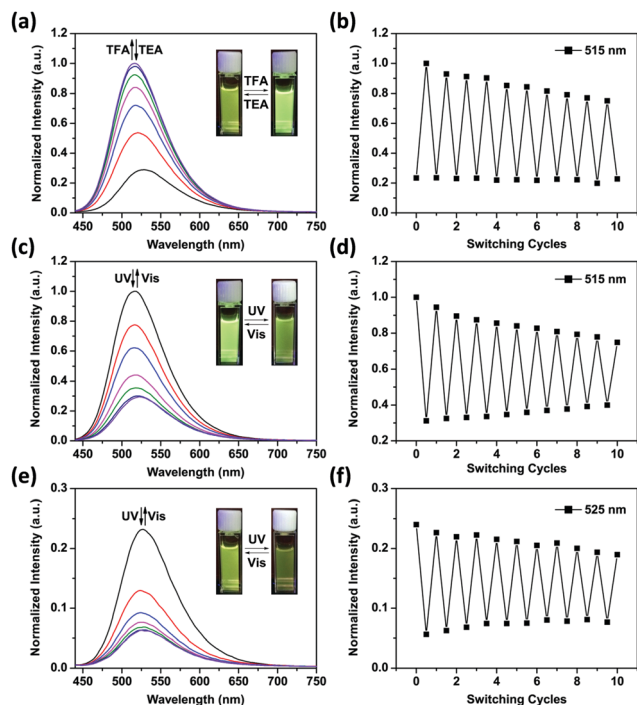 (a)
Normalized Intensity (a.u.)
1.0
0.8
0.6
0.4
0.2
0.0
TFA TEA
TFA
TEA
450 500 550 600 650 700 750
Wavelength (nm)
(b)
Normalized Intensity (a.u.)
1.0
0.8
0.6
0.4
0.2
0.0
515 nm
0 2 4 6 8 10
Switching Cycles
(c)
Normalized Intensity (a.u.)
1.2
1.0
0.8
0.6
0.4
0.2
0.0
UV Vis
UV
Vis
450 500 550 600 650 700 750
Wavelength (nm)
(d)
Normalized Intensity (a.u.)
1.2
1.0
0.8
0.6
0.4
0.2
515 nm
0 2 4 6 8 10
Switching Cycles
(e)
Normalized Intensity (a.u.)
0.3
0.2
0.1
0.0
UV Vis
UV
Vis
450 500 550 600 650 700 750
Wavelength (nm)
(f)
Normalized Intensity (a.u.)
0.3
0.2
0.1
0.0
525 nm
0 2 4 6 8 10
Switching Cycles